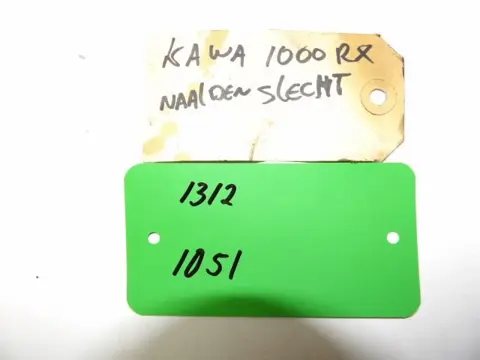 KAWA 1000 RX
NAALDEN SLECHT
1312
1051